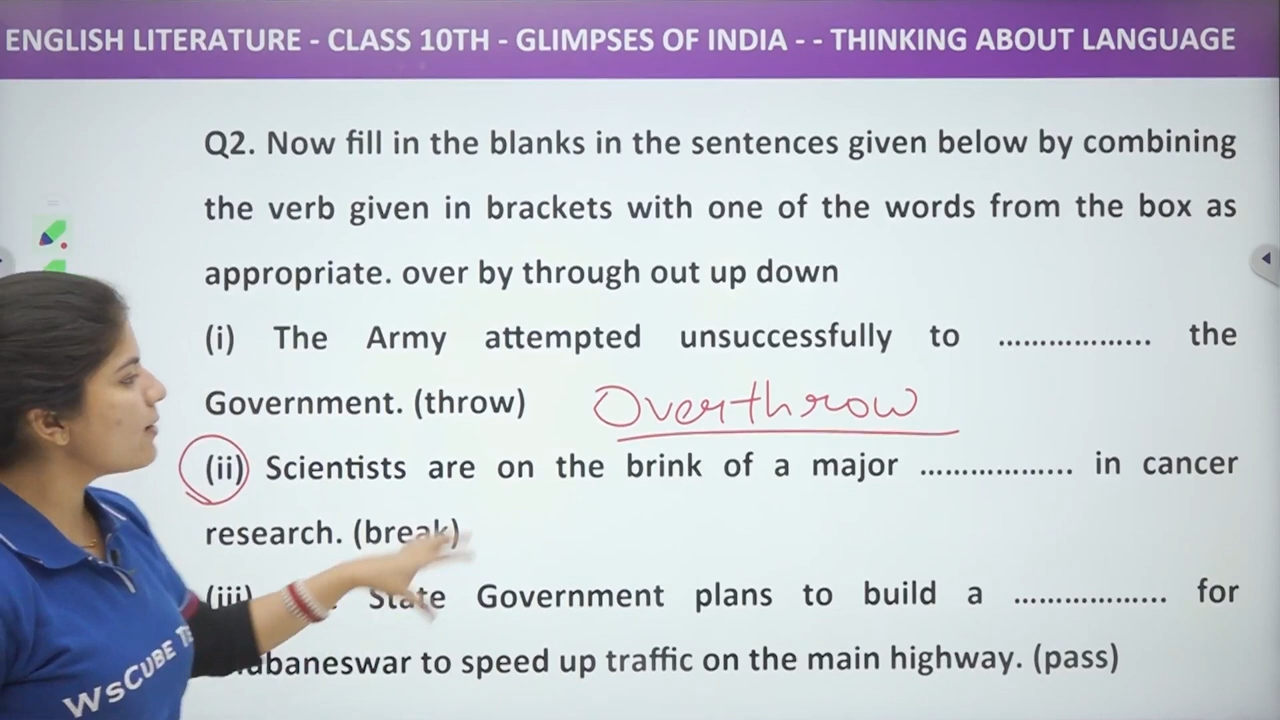 ENGLISH LITERATURE - CLASS 10TH - GLIMPSES OF INDIA - - THINKING ABOUT LANGUAGE
Q2. Now fill in the blanks in the sentences given below by combining
the verb given in brackets with one of the words from the box as
appropriate. over by through out up down
(i) The Army attempted unsuccessfully to .................. the
Government. (throw) Overthrow
(ii) Scientists are on the brink of a major .................. in cancer
research. (break)
(iii) State Government plans to build a .................. for
baneswar to speed up traffic on the main highway. (pass)
WsCUBE